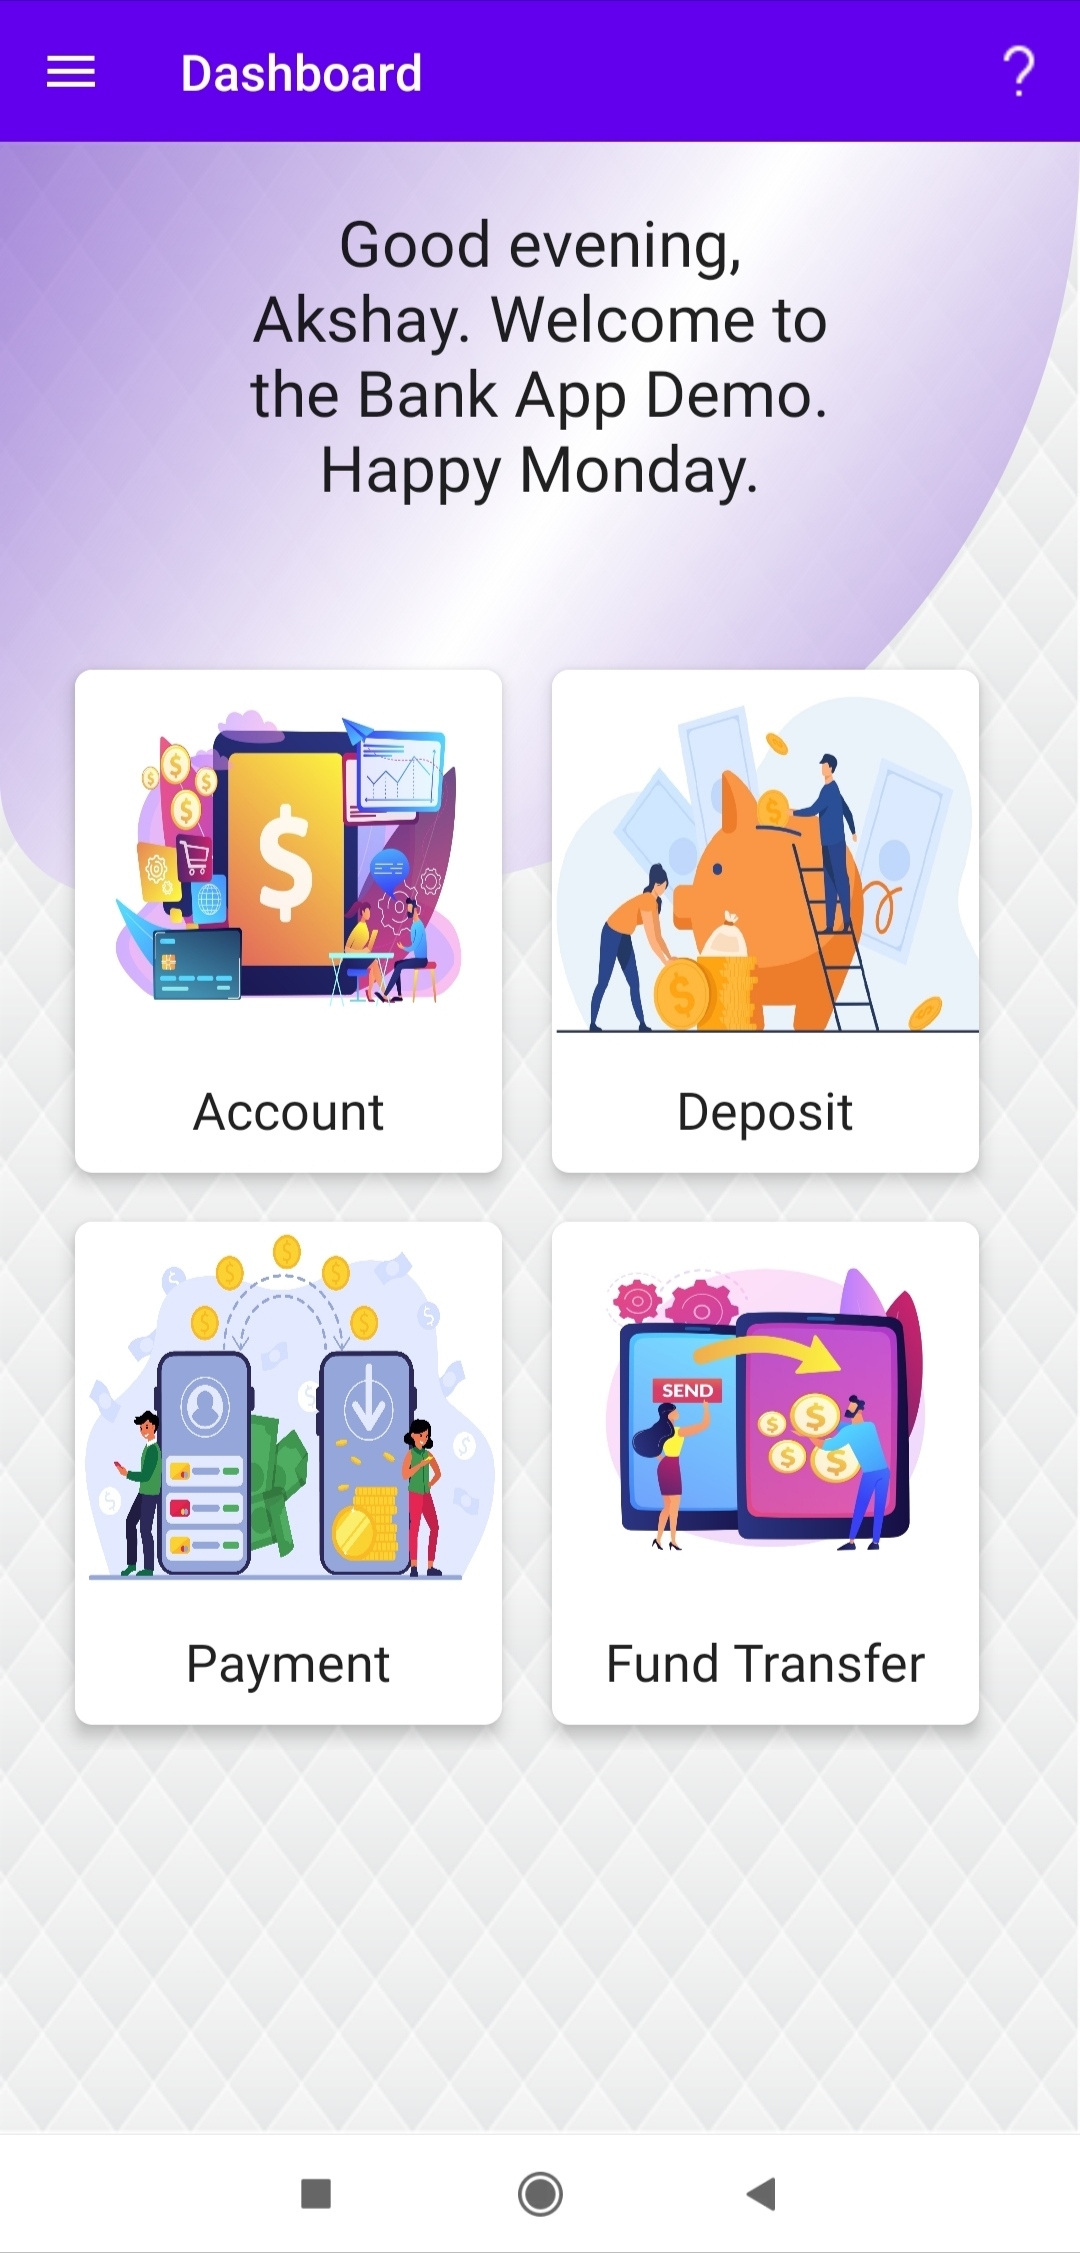 Dashboard
?
Good evening,
Akshay. Welcome to
the Bank App Demo.
Happy Monday.
$
Account
Deposit
Payment
SEND
Fund Transfer